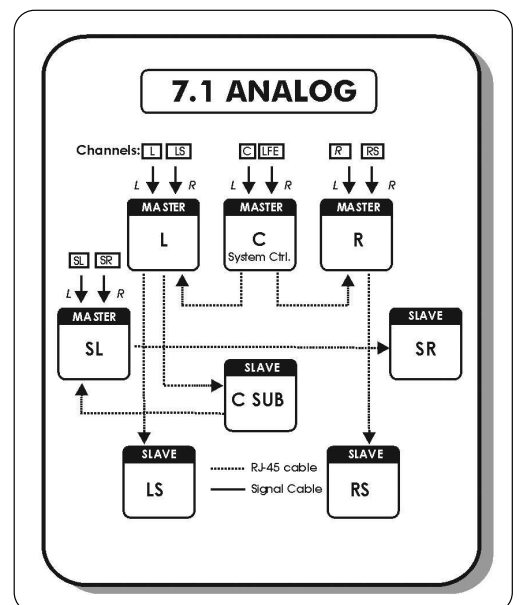 7.1 ANALOG
Channels: L LS C LFE R RS
L R L R L R
MASTER MASTER MASTER
L C R
System Ctrl.
SL SR
L R
MASTER SLAVE
SL SR
SLAVE
C SUB
SLAVE SLAVE
LS RS
RJ-45 cable
Signal Cable